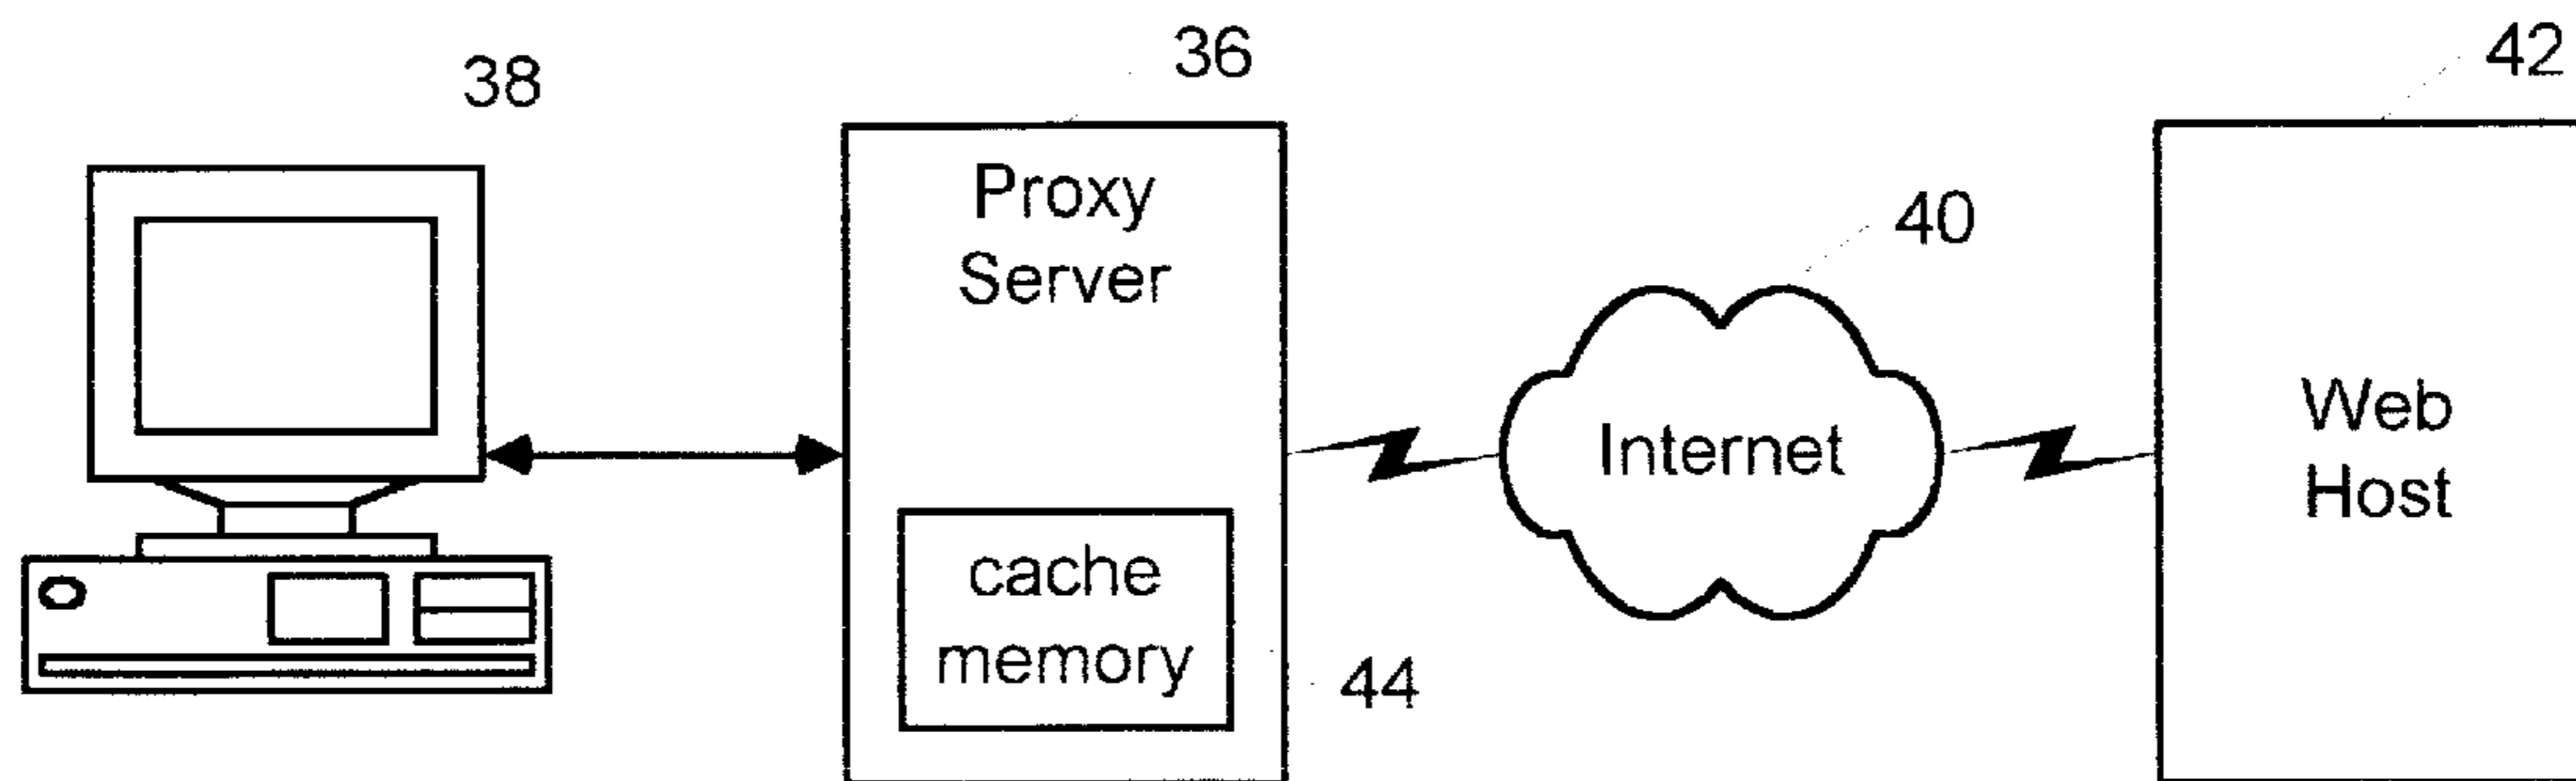 38
36
42
Proxy
Server
40
Internet
Web
Host
cache
memory
44